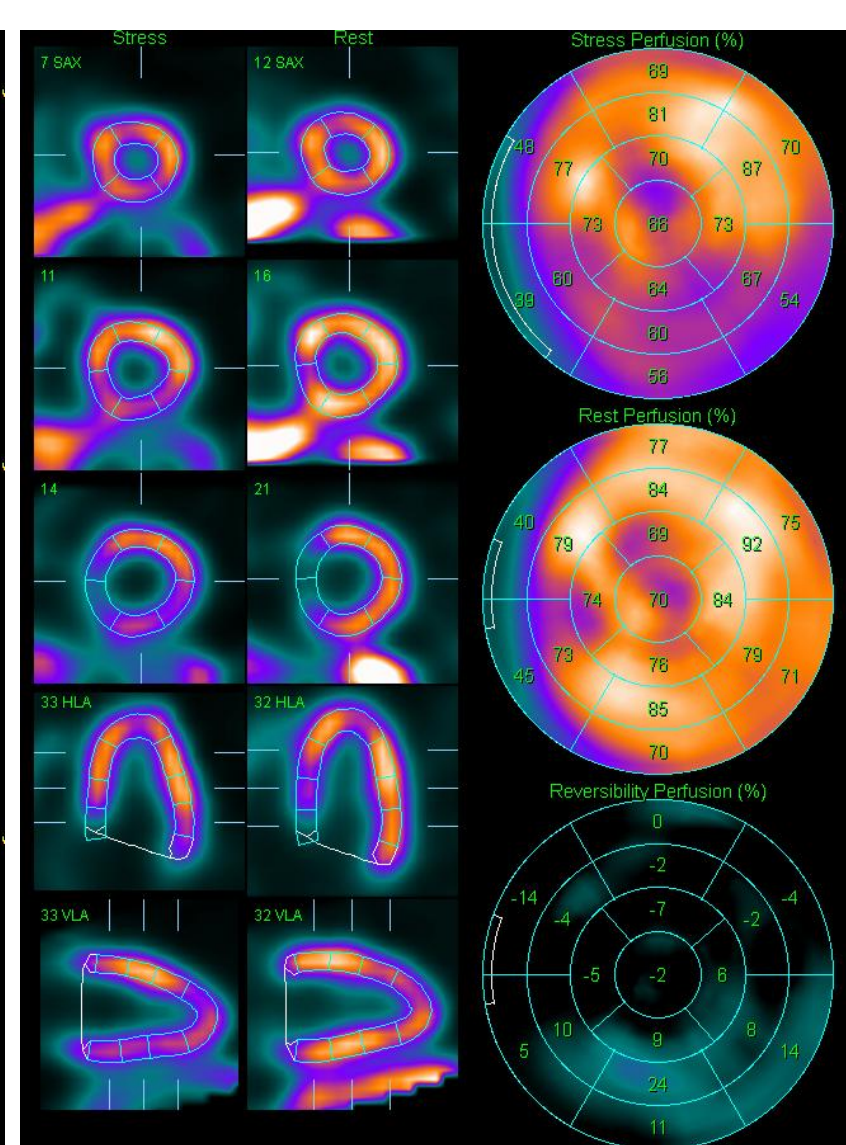 Stress Rest
7 SAX 12 SAX
11 16
14 21
33 HLA 32 HLA
33 VLA 32 VLA
Stress Perfusion (%)
69
81
48 70 70
77 87
73 66 73
60 67
39 64 54
60
56
Rest Perfusion (%)
77
84
40 69 75
79 92
74 70 84
73 79
45 76 71
85
70
Reversibility Perfusion (%)
0
-2
-14 -7 -4
-4 -2
-5 -2 6
10 8
5 9 14
24
11